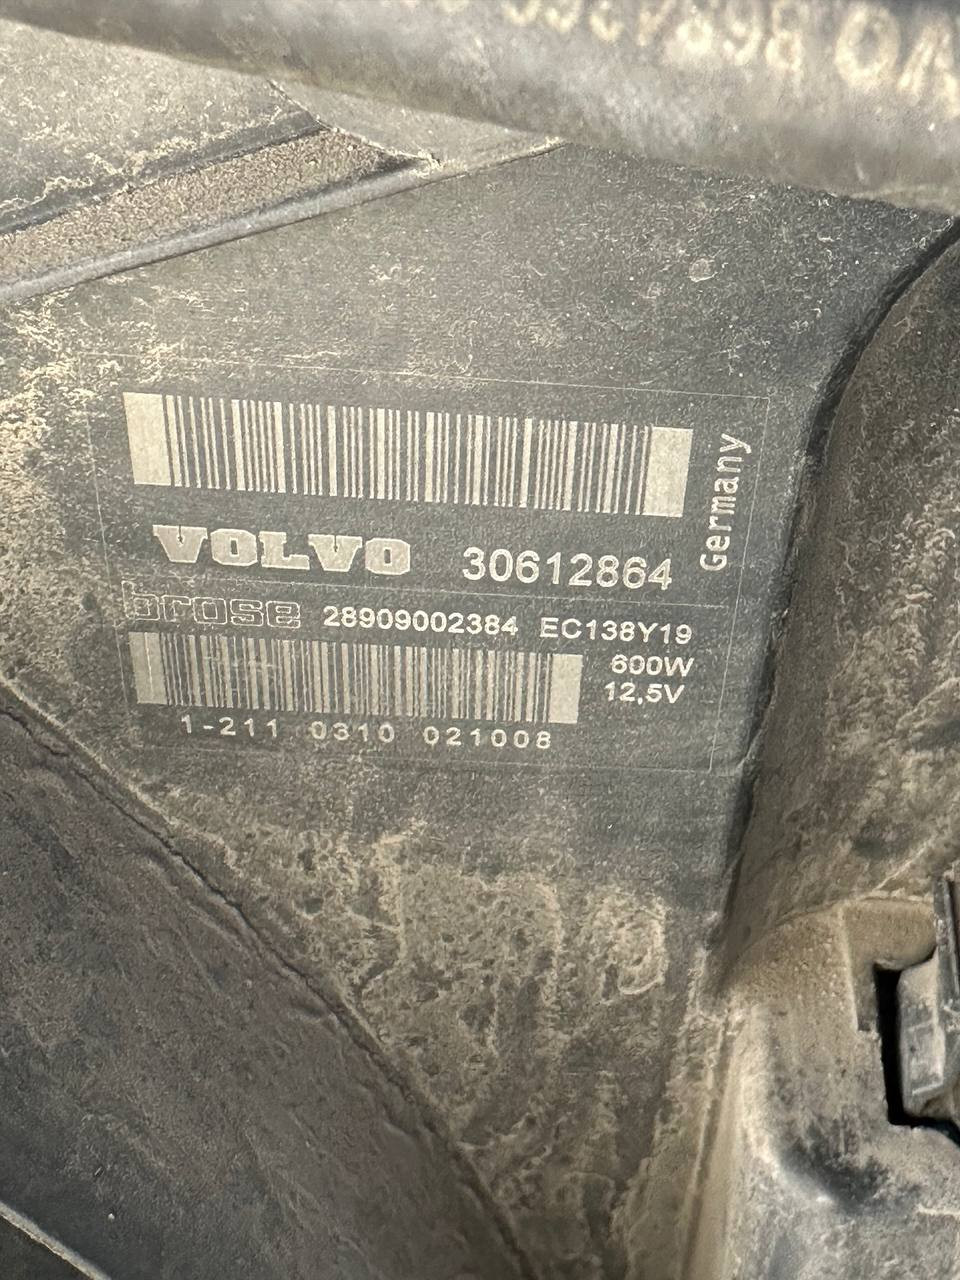 VOLVO 30612864
Germany
brose 28909002384 EC138Y19
600W
12,5V
1-211 0310 021008